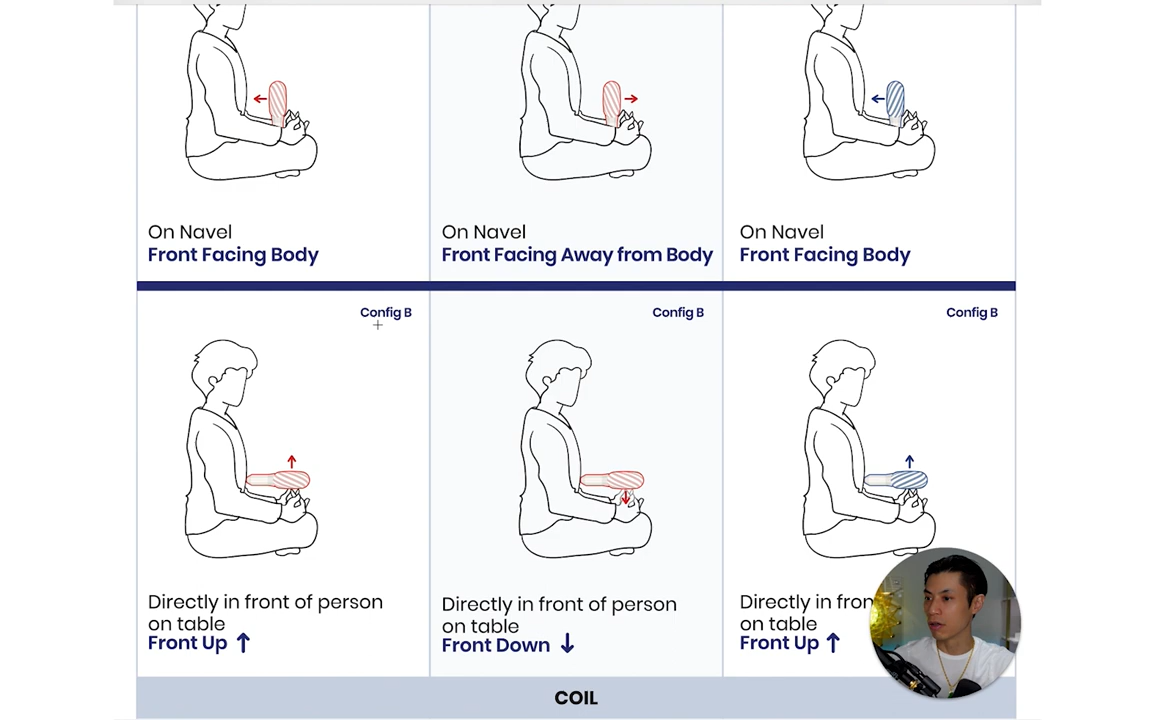 On Navel
Front Facing Body
On Navel
Front Facing Away from Body
On Navel
Front Facing Body
Config B
Config B
Config B
Directly in front of person
on table
Front Up ↑
Directly in front of person
on table
Front Down ↓
Directly in
on table
Front Up ↑
COIL